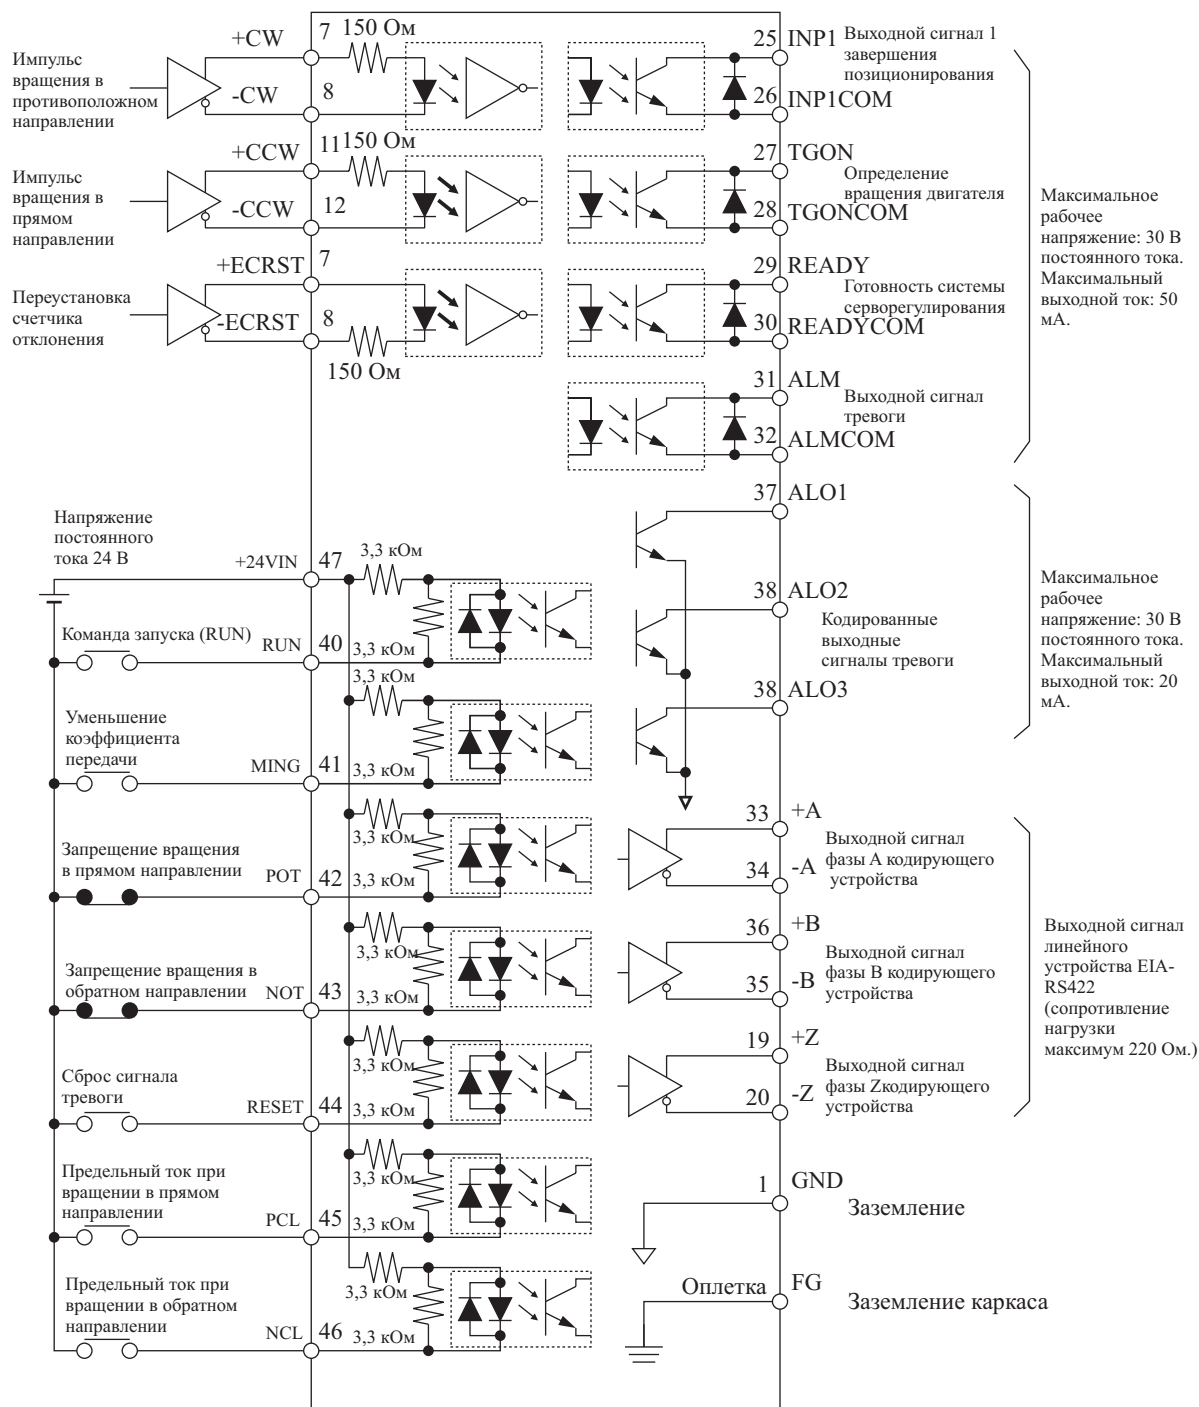 Импульс
вращения в
противоположном
направлении
+CW
7
150 Ом
-CW
8
Импульс
вращения в
прямом
направлении
+CCW
11
150 Ом
-CCW
12
Переустановка
счетчика
отклонения
+ECRST
7
-ECRST
8
150 Ом
25 INP1
Выходной сигнал 1
завершения
позиционирования
26 INP1COM
27 TGON
Определение
вращения двигателя
28 TGONCOM
29 READY
Готовность системы
серворегулирования
30 READYCOM
31 ALM
Выходной сигнал
тревоги
32 ALMCOM
Максимальное
рабочее
напряжение: 30 В
постоянного тока.
Максимальный
выходной ток: 50
мА.
37 ALO1
38 ALO2
Кодированные
выходные
сигналы тревоги
38 ALO3
Максимальное
рабочее
напряжение: 30 В
постоянного тока.
Максимальный
выходной ток: 20
мА.
Напряжение
постоянного
тока 24 В
+24VIN
47
3,3 кОм
Команда запуска (RUN)
RUN
40
3,3 кОм
3,3 кОм
Уменьшение
коэффициента
передачи
MING
41
3,3 кОм
3,3 кОм
Запрещение вращения
в прямом направлении
POT
42
3,3 кОм
3,3 кОм
Запрещение вращения в
обратном направлении
NOT
43
3,3 кОм
3,3 кОм
Сброс сигнала
тревоги
RESET
44
3,3 кОм
3,3 кОм
Предельный ток при
вращении в прямом
направлении
PCL
45
3,3 кОм
3,3 кОм
Предельный ток при
вращении в обратном
направлении
NCL
46
3,3 кОм
33 +A
Выходной сигнал
фазы A кодирующего
устройства
34 -A
36 +B
Выходной сигнал
фазы B кодирующего
устройства
35 -B
19 +Z
Выходной сигнал
фазы Zкодирующего
устройства
20 -Z
Выходной сигнал
линейного
устройства EIA-
RS422
(сопротивление
нагрузки
максимум 220 Ом.)
1 GND
Заземление
Оплетка
FG
Заземление каркаса